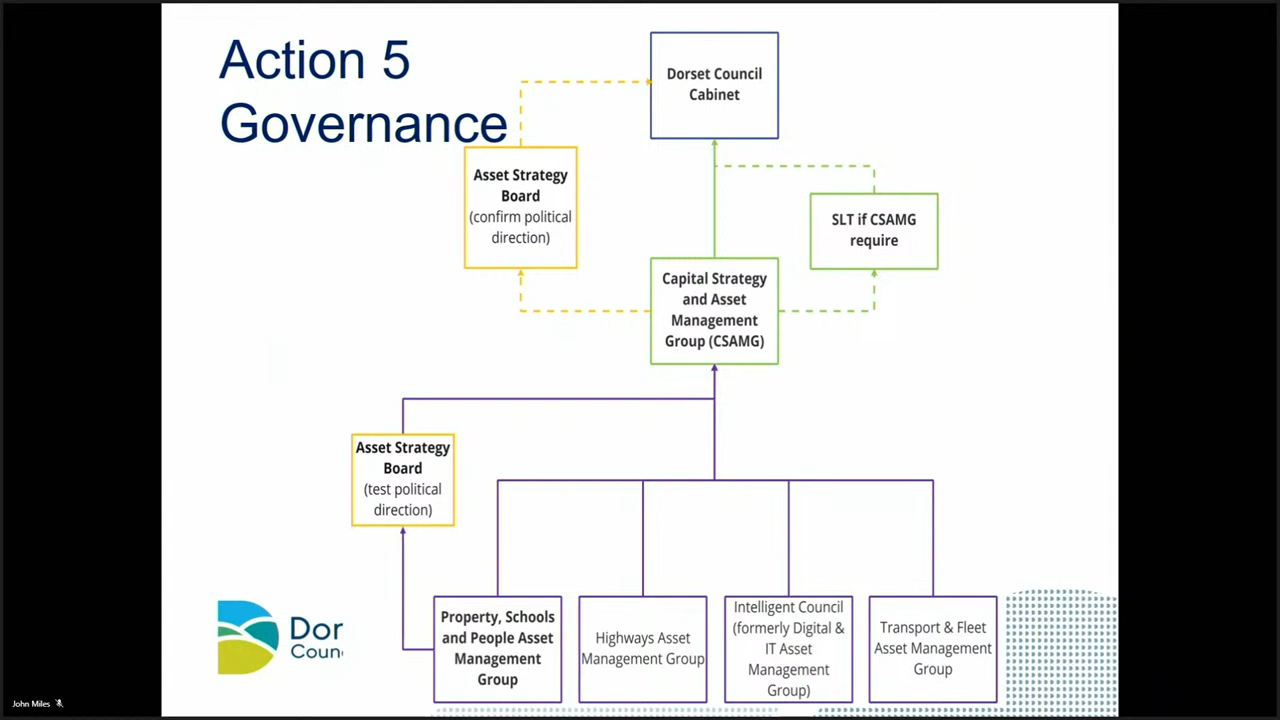 Action 5
Governance
Dorset Council
Cabinet
Asset Strategy
Board
(confirm political
direction)
SLT if CSAMG
require
Capital Strategy
and Asset
Management
Group (CSAMG)
Asset Strategy
Board
(test political
direction)
Property, Schools
and People Asset
Management
Group
Highways Asset
Management Group
Intelligent Council
(formerly Digital &
IT Asset
Management
Group)
Transport & Fleet
Asset Management
Group
Dor
Coun
John Miles